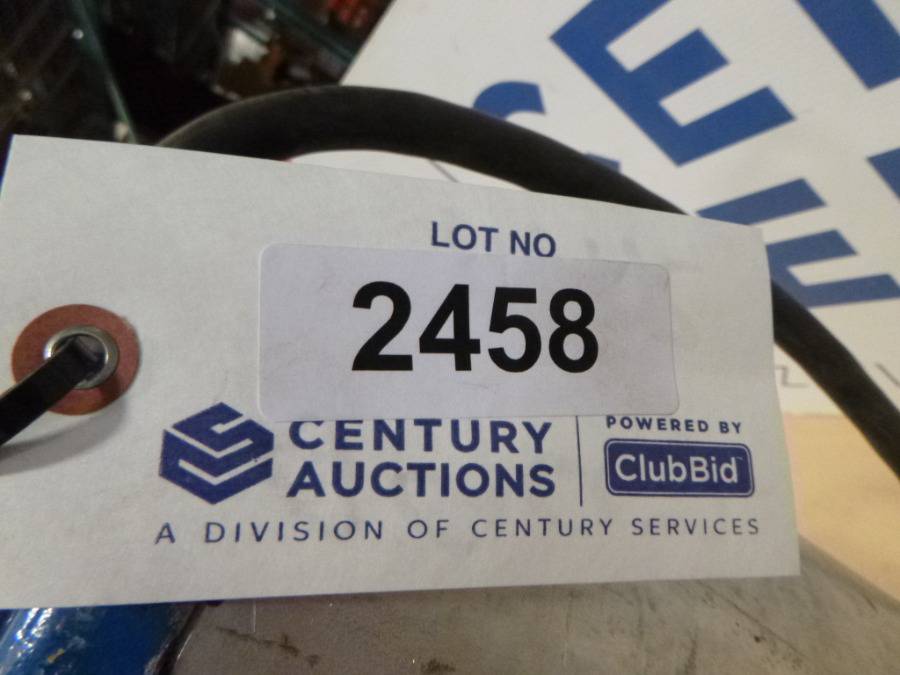 LOT NO
2458
CENTURY
AUCTIONS
POWERED BY
ClubBid
A DIVISION OF CENTURY SERVICES